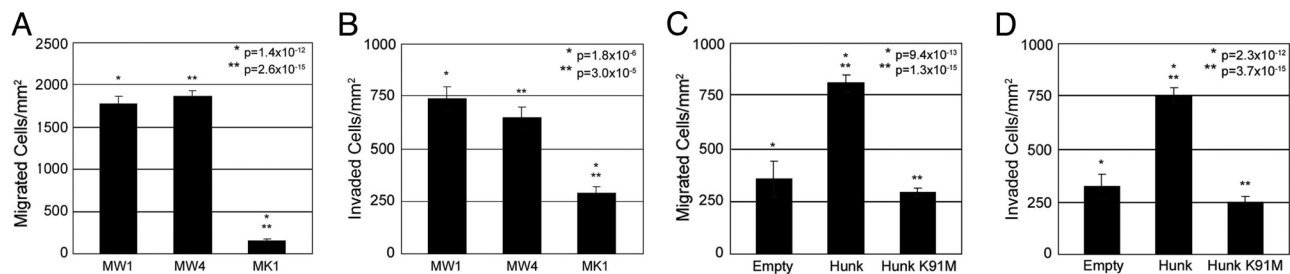 A
Migrated Cells/mm²
2500
2000
1500
1000
500
0
* p=1.4x10⁻¹²
** p=2.6x10⁻¹⁵
*
**
*
**
MW1 MW4 MK1
B
Invaded Cells/mm²
1000
750
500
250
0
* p=1.8x10⁻⁶
** p=3.0x10⁻⁵
*
**
*
**
MW1 MW4 MK1
C
Migrated Cells/mm²
1000
750
500
250
0
* p=9.4x10⁻¹³
** p=1.3x10⁻¹⁵
*
*
**
**
Empty Hunk Hunk K91M
D
Invaded Cells/mm²
1000
750
500
250
0
* p=2.3x10⁻¹²
** p=3.7x10⁻¹⁵
*
*
**
**
Empty Hunk Hunk K91M